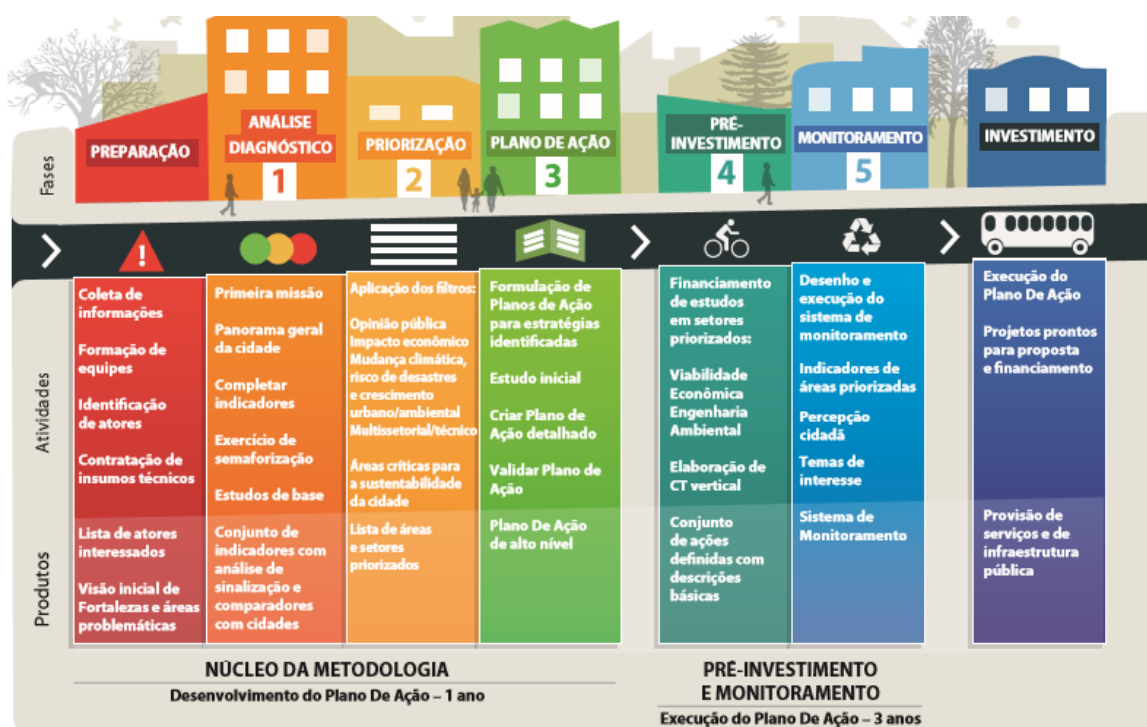 Fases
PREPARAÇÃO
ANÁLISE
DIAGNÓSTICO
1
PRIORIZAÇÃO
2
PLANO DE AÇÃO
3
PRÉ-
INVESTIMENTO
4
MONITORAMENTO
5
INVESTIMENTO
!
Atividades
Coleta de
informações
Formação de
equipes
Identificação
de atores
Contratação de
insumos técnicos
Primeira missão
Panorama geral
da cidade
Completar
indicadores
Exercício de
semaforização
Estudos de base
Aplicação dos filtros:
Opinião pública
Impacto econômico
Mudança climática,
risco de desastres
e crescimento
urbano/ambiental
Multissetorial/técnico
Áreas críticas para
a sustentabilidade
da cidade
Formulação de
Planos de Ação
para estratégias
identificadas
Estudo inicial
Criar Plano de
Ação detalhado
Validar Plano de
Ação
Financiamento
de estudos
em setores
priorizados:
Viabilidade
Econômica
Engenharia
Ambiental
Elaboração de
CT vertical
Desenho e
execução do
sistema de
monitoramento
Indicadores de
áreas priorizadas
Percepção
cidadã
Temas de
interesse
Execução do
Plano De Ação
Projetos prontos
para proposta
e financiamento
Produtos
Lista de atores
interessados
Visão inicial de
Fortalezas e áreas
problemáticas
Conjunto de
indicadores com
análise de
sinalização e
comparadores
com cidades
Lista de áreas
e setores
priorizados
Plano De Ação
de alto nível
Conjunto
de ações
definidas com
descrições
básicas
Sistema de
Monitoramento
Provisão de
serviços e de
infraestrutura
pública
NÚCLEO DA METODOLOGIA
Desenvolvimento do Plano De Ação – 1 ano
PRÉ-INVESTIMENTO
E MONITORAMENTO
Execução do Plano De Ação – 3 anos